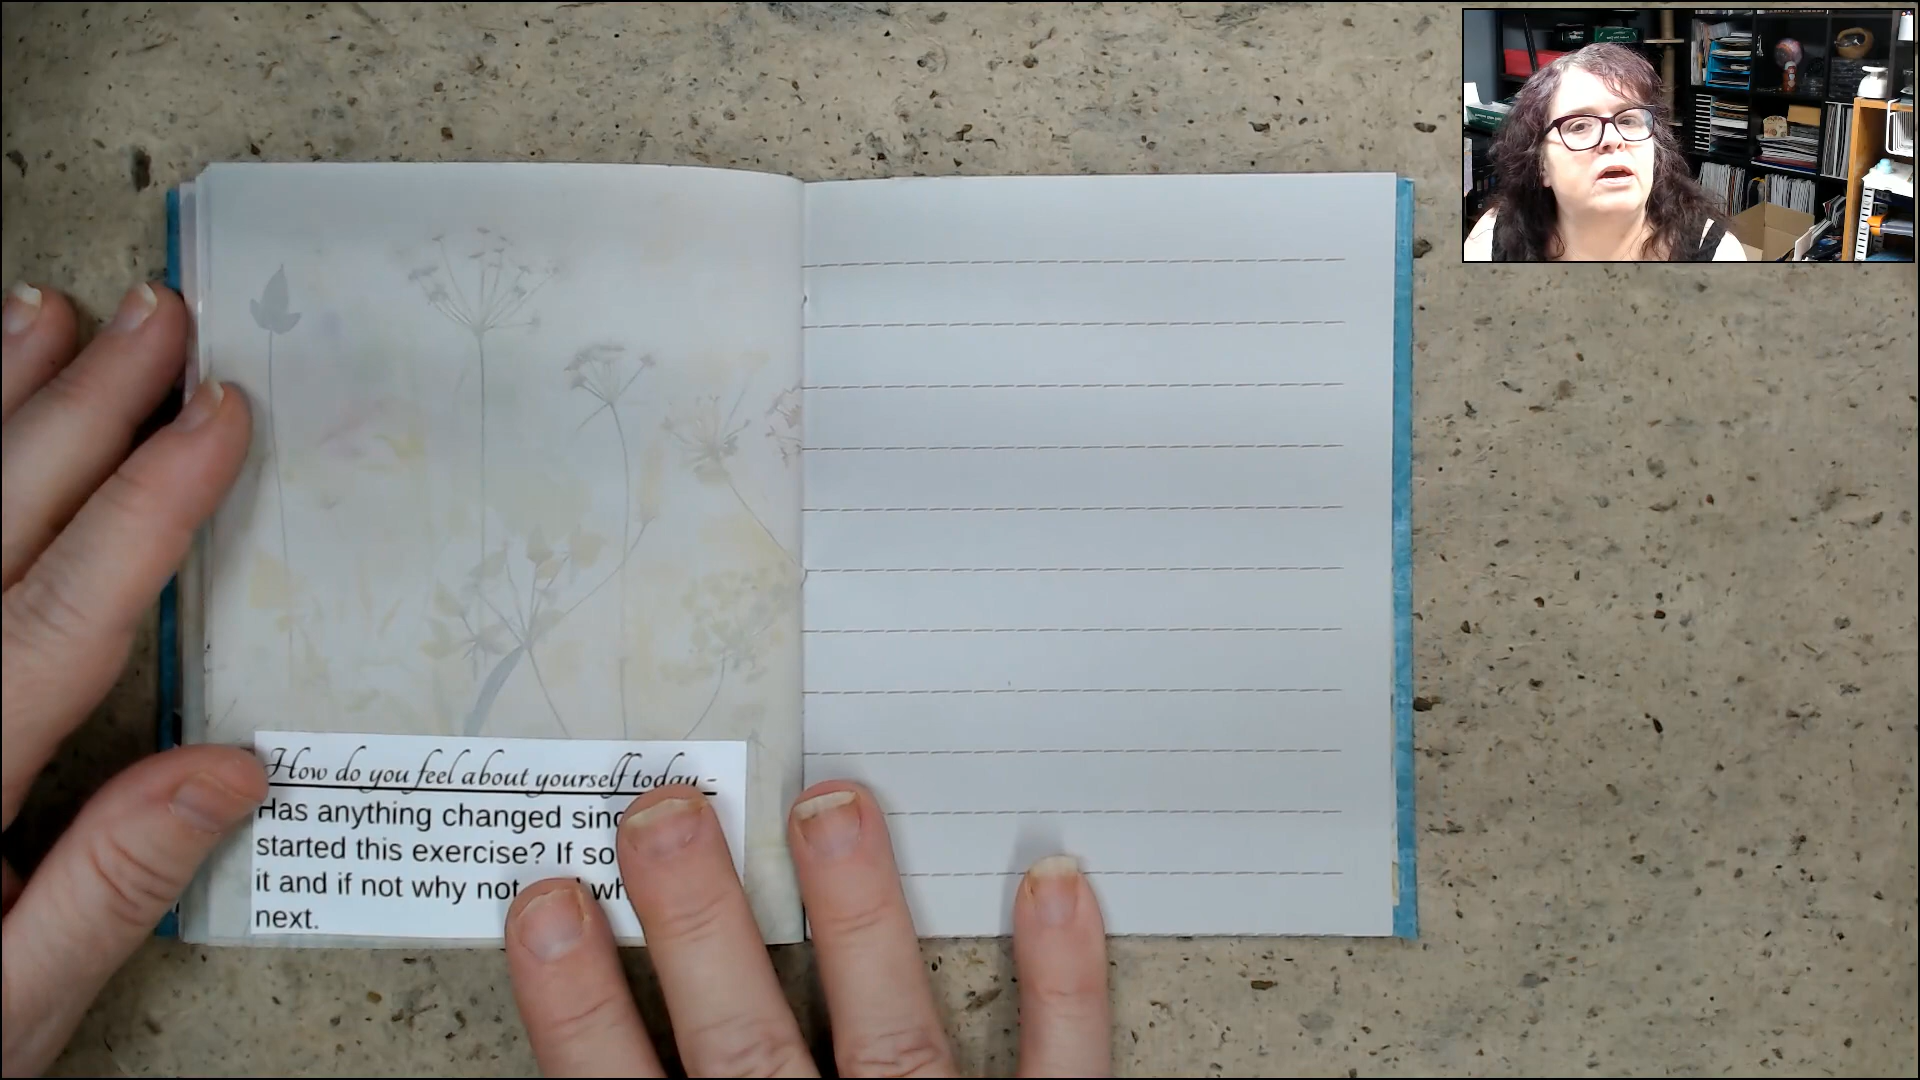 How do you feel about yourself today -
Has anything changed
started this exercise? If so
it and if not why not
next.